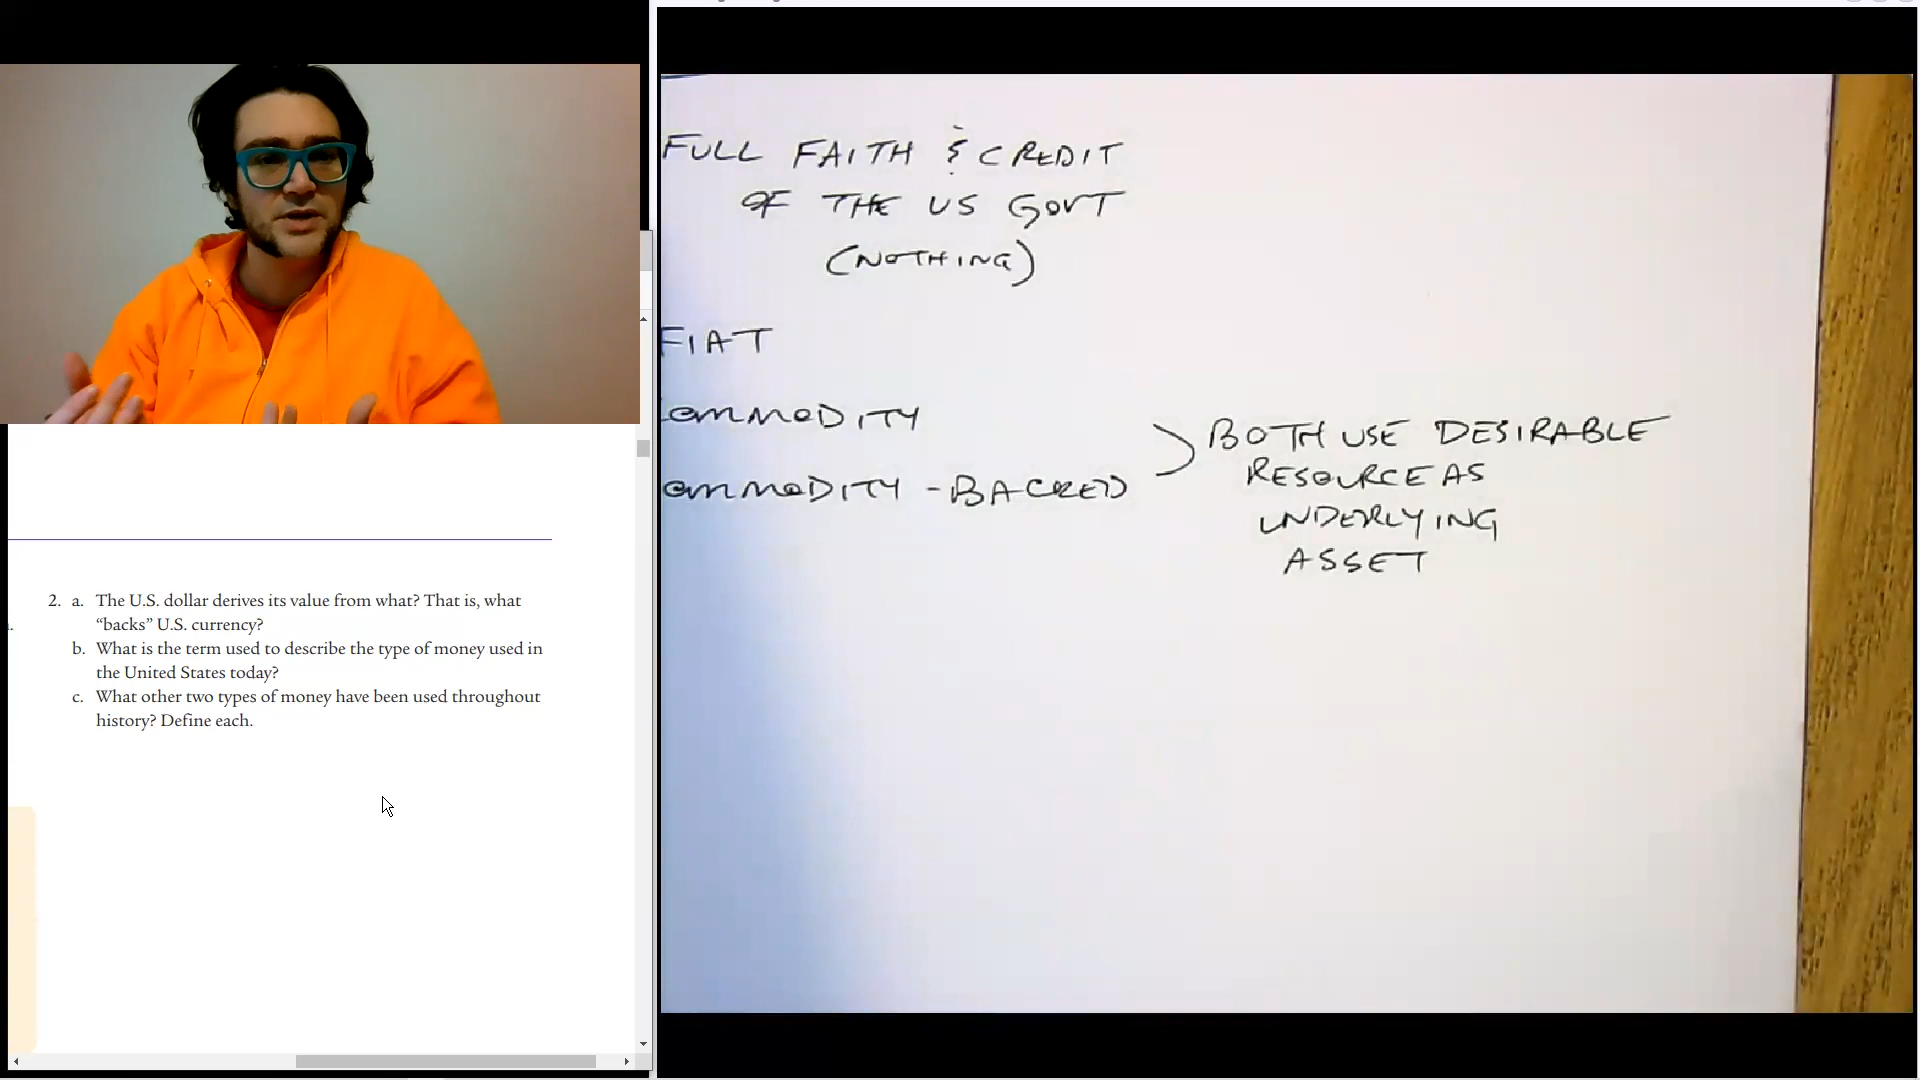 2. a. The U.S. dollar derives its value from what? That is, what
“backs” U.S. currency?
b. What is the term used to describe the type of money used in
the United States today?
c. What other two types of money have been used throughout
history? Define each.
FULL FAITH & CREDIT
OF THE US GOVT
(NOTHING)
FIAT
COMMODITY
COMMODITY - BACKED
BOTH USE DESIRABLE
RESOURCE AS
UNDERLYING
ASSET